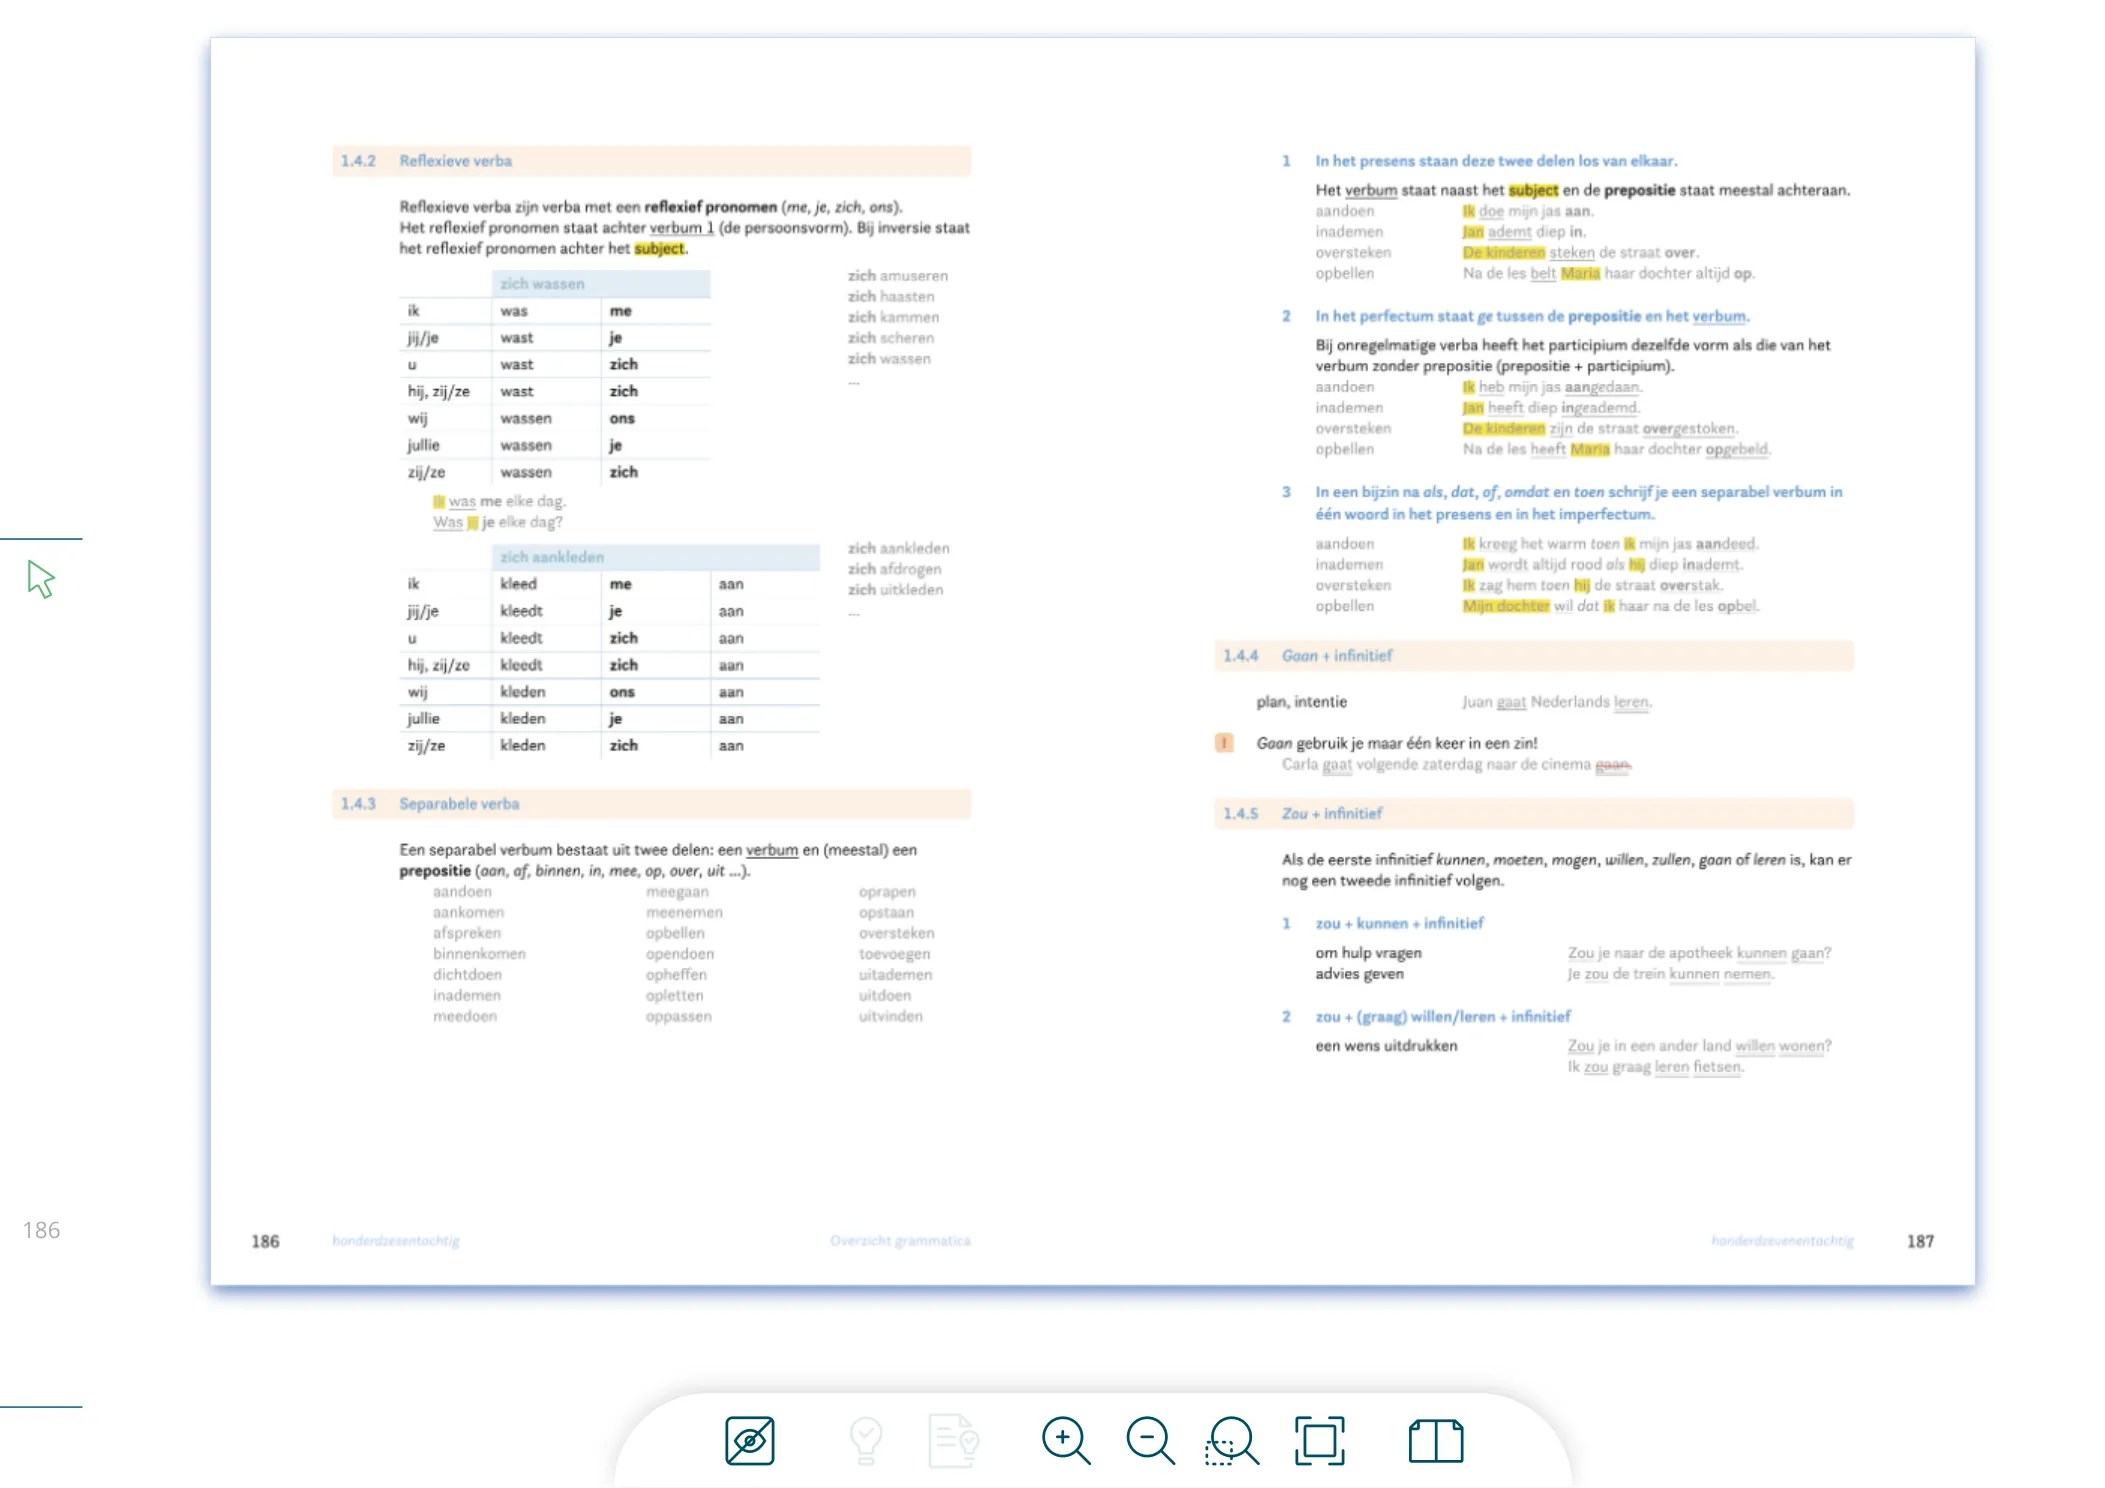 1.4.2 Reflexieve verba
Reflexieve verba zijn verba met een reflexief pronomen (me, je, zich, ons).
Het reflexief pronomen staat achter verbum 1 (de persoonsvorm). Bij inversie staat
het reflexief pronomen achter het subject.
zich wassen
ik was me
jij/je wast je
u wast zich
hij, zij/ze wast zich
wij wassen ons
jullie wassen je
zij/ze wassen zich
zich amuseren
zich haasten
zich kammen
zich scheren
zich wassen
...
Ik was me elke dag.
Was jij je elke dag?
zich aankleden
ik kleed me aan
jij/je kleedt je aan
u kleedt zich aan
hij, zij/ze kleedt zich aan
wij kleden ons aan
jullie kleden je aan
zij/ze kleden zich aan
zich aankleden
zich afdrogen
zich uitkleden
...
1.4.3 Separabele verba
Een separabel verbum bestaat uit twee delen: een verbum en (meestal) een
prepositie (aan, af, binnen, in, mee, op, over, uit ...).
aandoen meegaan oprapen
aankomen meenemen opstaan
afspreken opbellen oversteken
binnenkomen opendoen toevoegen
dichtdoen opheffen uitademen
inademen opletten uitdoen
meedoen oppassen uitvinden
186 honderdzesentachtig Overzicht grammatica
1 In het presens staan deze twee delen los van elkaar.
Het verbum staat naast het subject en de prepositie staat meestal achteraan.
aandoen Ik doe mijn jas aan.
inademen Jan ademt diep in.
oversteken De kinderen steken de straat over.
opbellen Na de les belt Maria haar dochter altijd op.
2 In het perfectum staat ge tussen de prepositie en het verbum.
Bij onregelmatige verba heeft het participium dezelfde vorm als die van het
verbum zonder prepositie (prepositie + participium).
aandoen Ik heb mijn jas aangedaan.
inademen Jan heeft diep ingeademd.
oversteken De kinderen zijn de straat overgestoken.
opbellen Na de les heeft Maria haar dochter opgebeld.
3 In een bijzin na als, dat, of, omdat en toen schrijf je een separabel verbum in
één woord in het presens en in het imperfectum.
aandoen Ik kreeg het warm toen ik mijn jas aandeed.
inademen Jan wordt altijd rood als hij diep inademt.
oversteken Ik zag hem toen hij de straat overstak.
opbellen Mijn dochter wil dat ik haar na de les opbel.
1.4.4 Gaan + infinitief
plan, intentie Juan gaat Nederlands leren.
! Gaan gebruik je maar één keer in een zin!
Carla gaat volgende zaterdag naar de cinema gaan.
1.4.5 Zou + infinitief
Als de eerste infinitief kunnen, moeten, mogen, willen, zullen, gaan of leren is, kan er
nog een tweede infinitief volgen.
1 zou + kunnen + infinitief
om hulp vragen Zou je naar de apotheek kunnen gaan?
advies geven Je zou de trein kunnen nemen.
2 zou + (graag) willen/leren + infinitief
een wens uitdrukken Zou je in een ander land willen wonen?
Ik zou graag leren fietsen.
honderdzevenentachtig 187
186